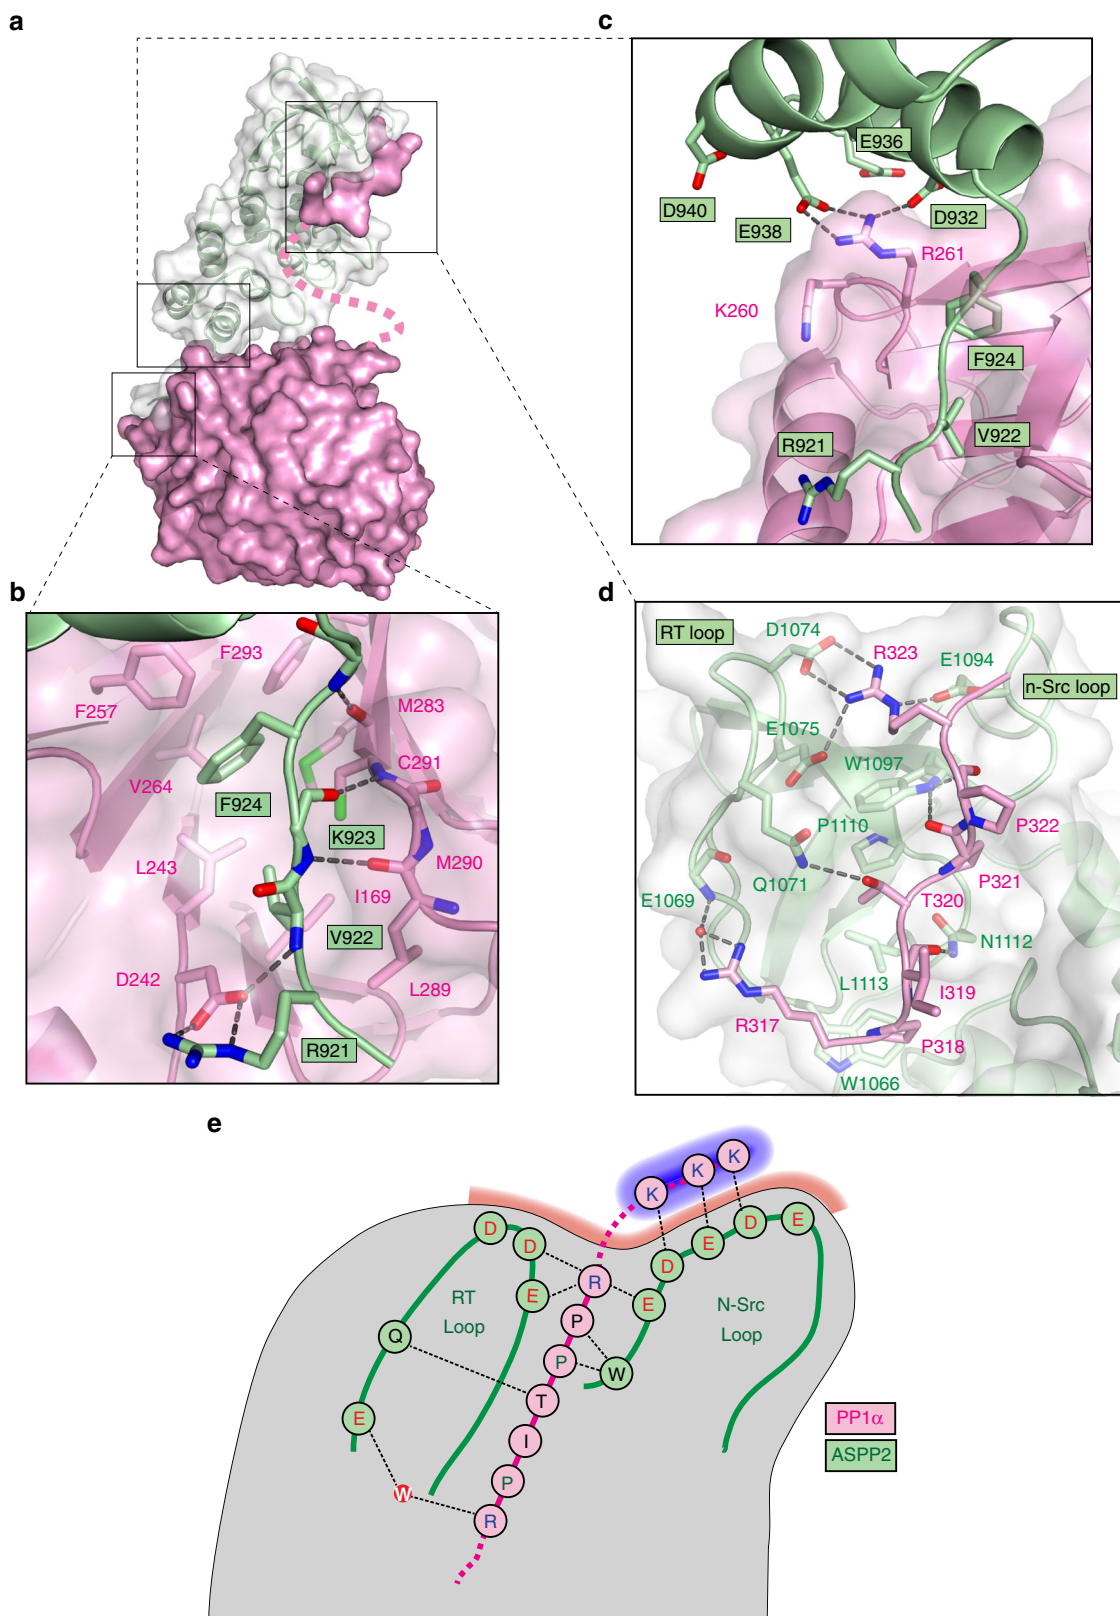 a
c
E936
D940
D932
E938
R261
K260
F924
R921
V922
b
F293
F257
M283
C291
V264
F924
K923
L243
M290
I169
V922
D242
L289
R921
d
RT loop
D1074
R323
E1094
n-Src loop
E1075
W1097
P1110
P322
Q1071
P321
E1069
T320
N1112
L1113
I319
R317
P318
W1066
e
K K K
D D
D E D E
RT
Loop
E
R
E
N-Src
Loop
P
Q
P
W
T
E
I
P
W
R
PP1α
ASPP2